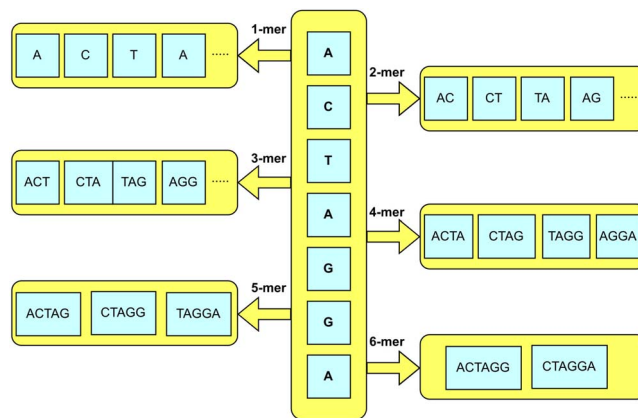 1-mer
A C T A .....
2-mer
AC CT TA AG .....
3-mer
ACT CTA TAG AGG .....
4-mer
ACTA CTAG TAGG AGGA
5-mer
ACTAG CTAGG TAGGA
6-mer
ACTAGG CTAGGA
A
C
T
A
G
G
A